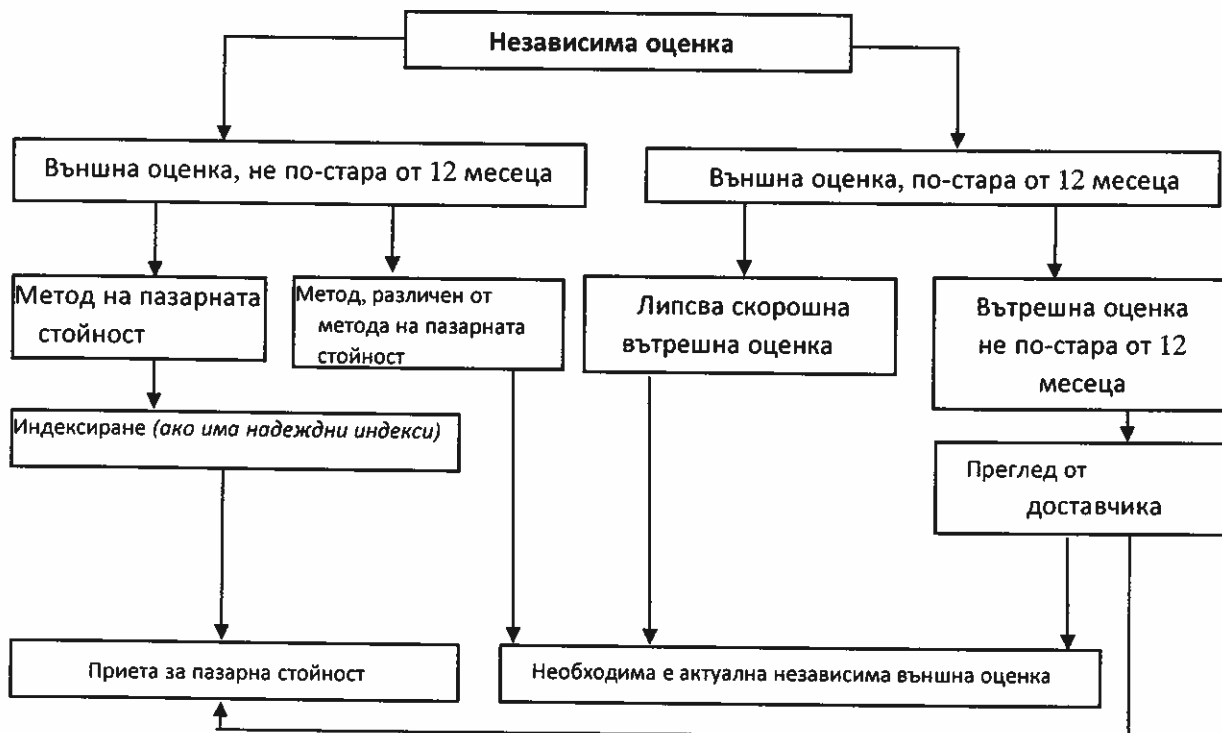 Независима оценка
Външна оценка, не по-стара от 12 месеца
Външна оценка, по-стара от 12 месеца
Метод на пазарната
стойност
Метод, различен от
метода на пазарната
стойност
Липсва скорошна
вътрешна оценка
Вътрешна оценка
не по-стара от 12
месеца
Индексиране (ако има надеждни индекси)
Преглед от
доставчика
Приета за пазарна стойност
Необходима е актуална независима външна оценка